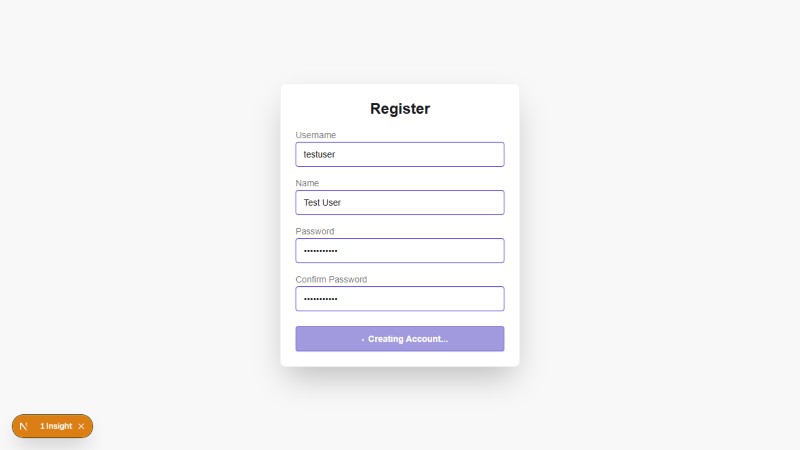 Register
Username
testuser
Name
Test User
Password
•••••••••••
Confirm Password
•••••••••••
Creating Account...
N 1 Insight ×